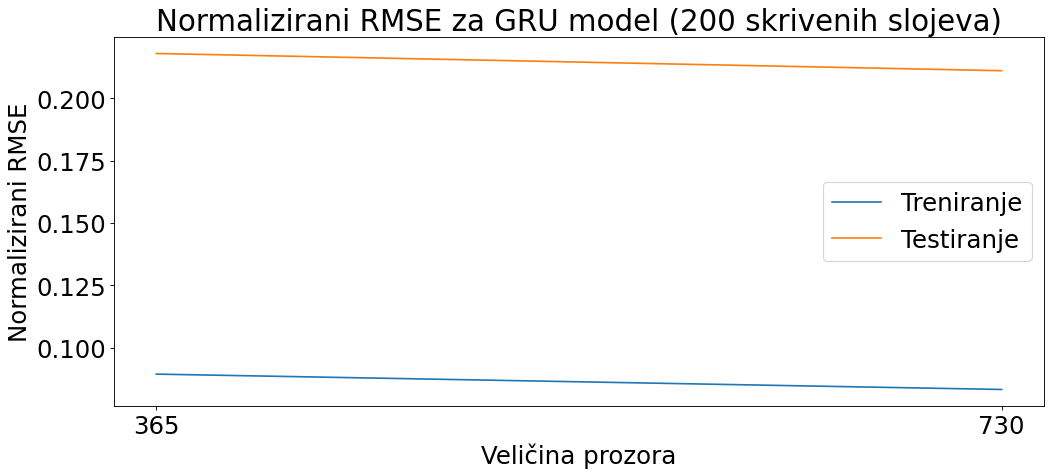 Normalizirani RMSE za GRU model (200 skrivenih slojeva)
Normalizirani RMSE
0.200
0.175
0.150
0.125
0.100
Treniranje
Testiranje
365
730
Veličina prozora